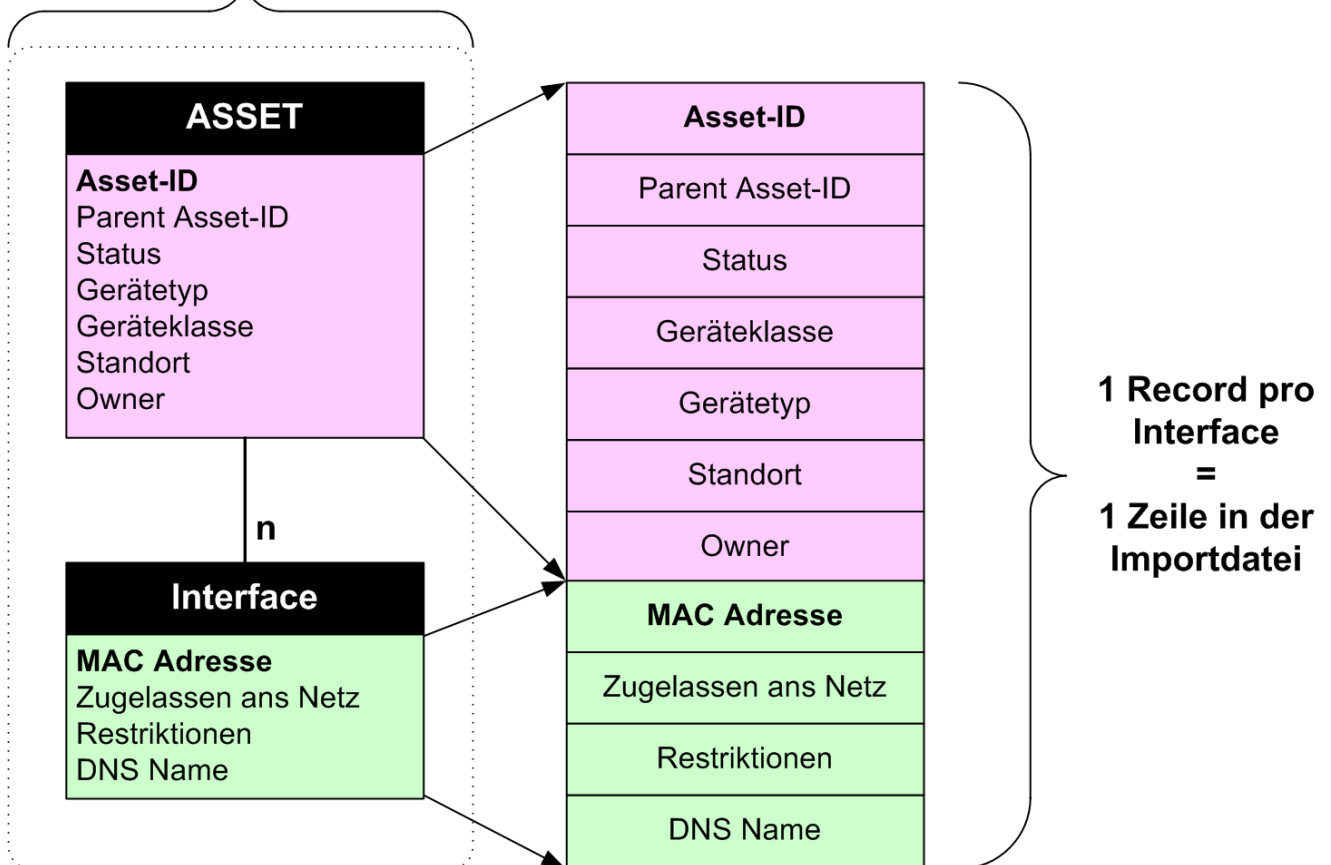 ASSET
Asset-ID
Parent Asset-ID
Status
Gerätetyp
Geräteklasse
Standort
Owner
n
Interface
MAC Adresse
Zugelassen ans Netz
Restriktionen
DNS Name
Asset-ID
Parent Asset-ID
Status
Geräteklasse
Gerätetyp
Standort
Owner
MAC Adresse
Zugelassen ans Netz
Restriktionen
DNS Name
1 Record pro
Interface
=
1 Zeile in der
Importdatei